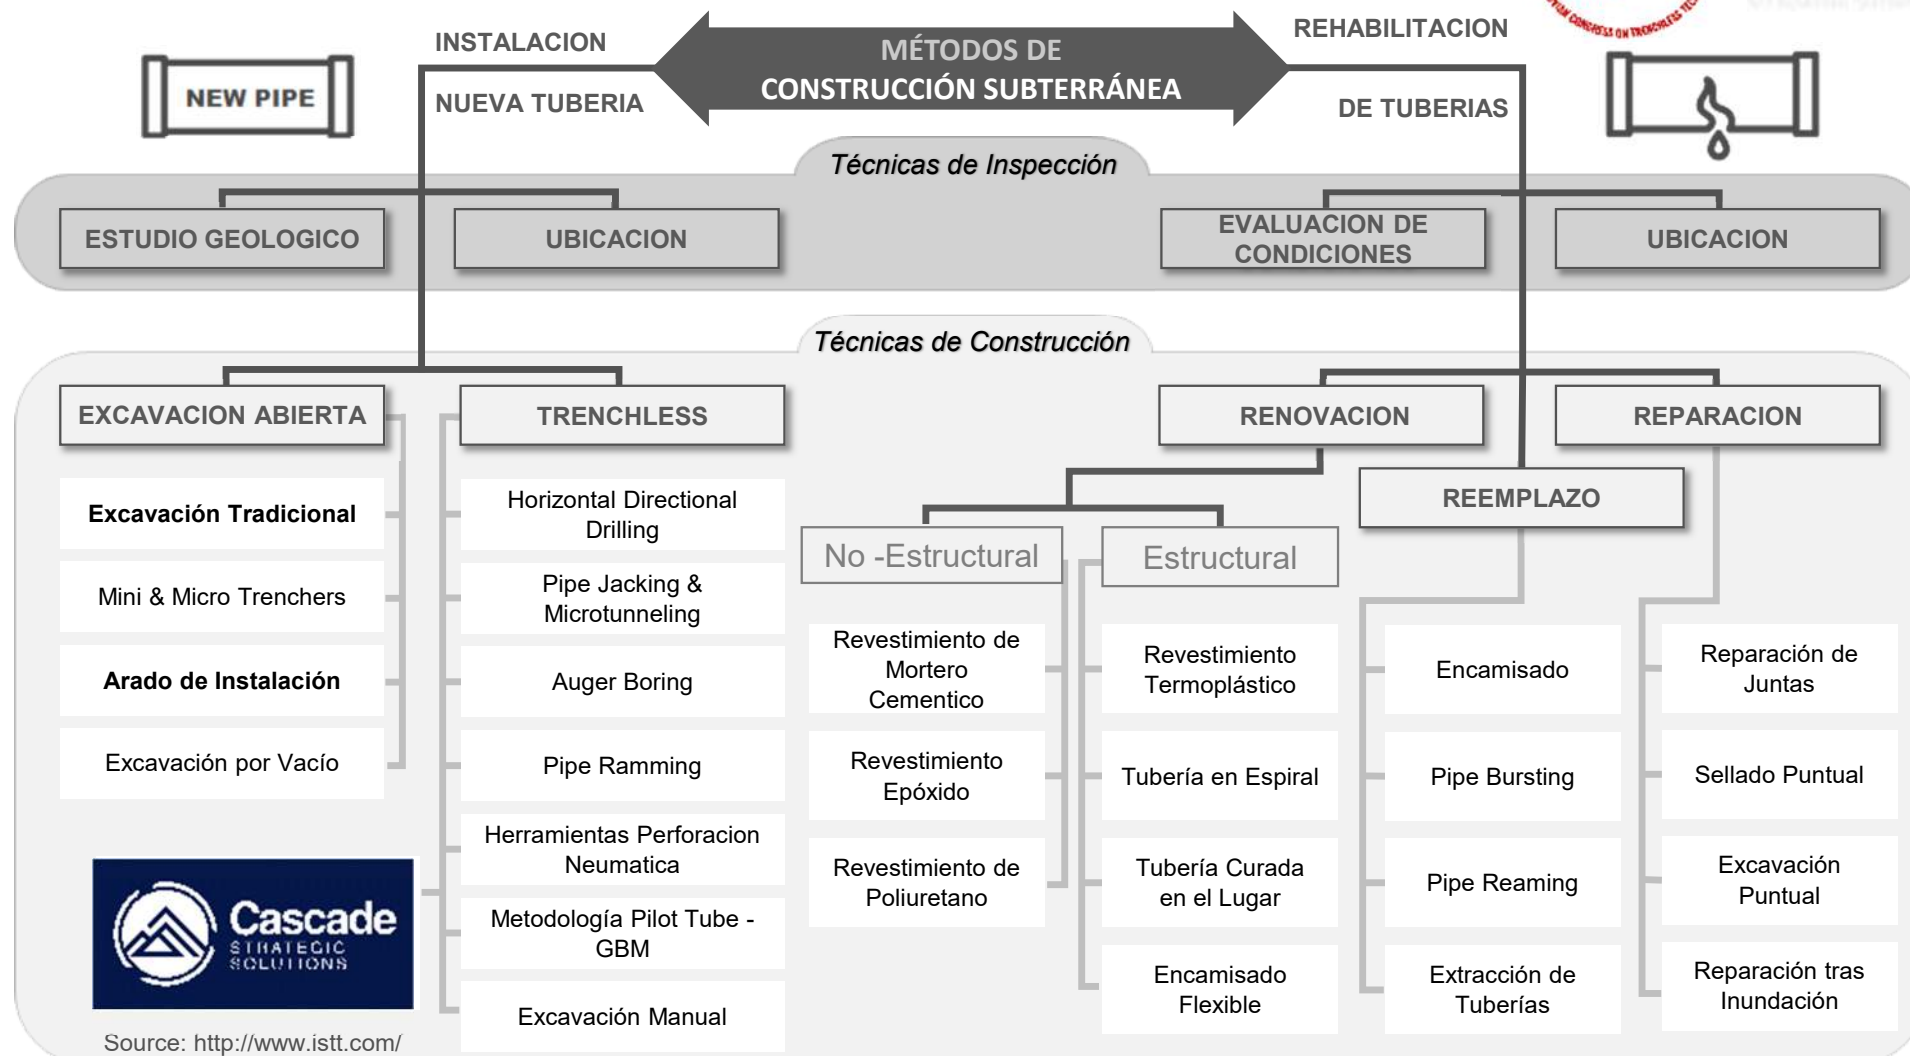 INSTALACION
NUEVA TUBERIA
MÉTODOS DE
CONSTRUCCIÓN SUBTERRÁNEA
REHABILITACION
DE TUBERIAS
CONGRESS ON TRENCHLESS
NEW PIPE
Técnicas de Inspección
ESTUDIO GEOLOGICO
UBICACION
EVALUACION DE
CONDICIONES
UBICACION
Técnicas de Construcción
EXCAVACION ABIERTA
Excavación Tradicional
Mini & Micro Trenchers
Arado de Instalación
Excavación por Vacío
TRENCHLESS
Horizontal Directional
Drilling
Pipe Jacking &
Microtunneling
Auger Boring
Pipe Ramming
Herramientas Perforacion
Neumatica
Metodología Pilot Tube -
GBM
Excavación Manual
RENOVACION
No -Estructural
Revestimiento de
Mortero
Cementico
Revestimiento
Epóxido
Revestimiento de
Poliuretano
Estructural
Revestimiento
Termoplástico
Tubería en Espiral
Tubería Curada
en el Lugar
Encamisado
Flexible
REEMPLAZO
Encamisado
Pipe Bursting
Pipe Reaming
Extracción de
Tuberías
REPARACION
Reparación de
Juntas
Sellado Puntual
Excavación
Puntual
Reparación tras
Inundación
Cascade
STRATEGIC
SOLUTIONS
Source: http://www.istt.com/